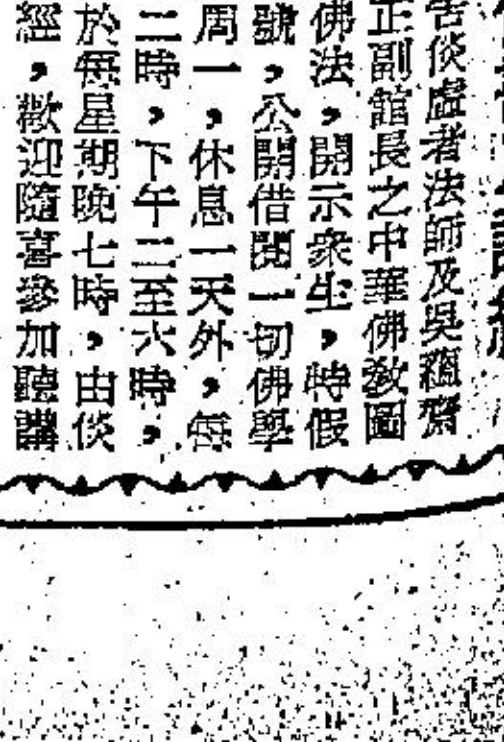 倓虛老法師及吳蘊齋
正副館長之中華佛敎圖
佛法，開示衆生，時假
號，公開借閱一切佛學
周一，休息一天外，每
二時，下午二至六時，
於每星期晚七時，由倓
經，歡迎隨喜參加聽講